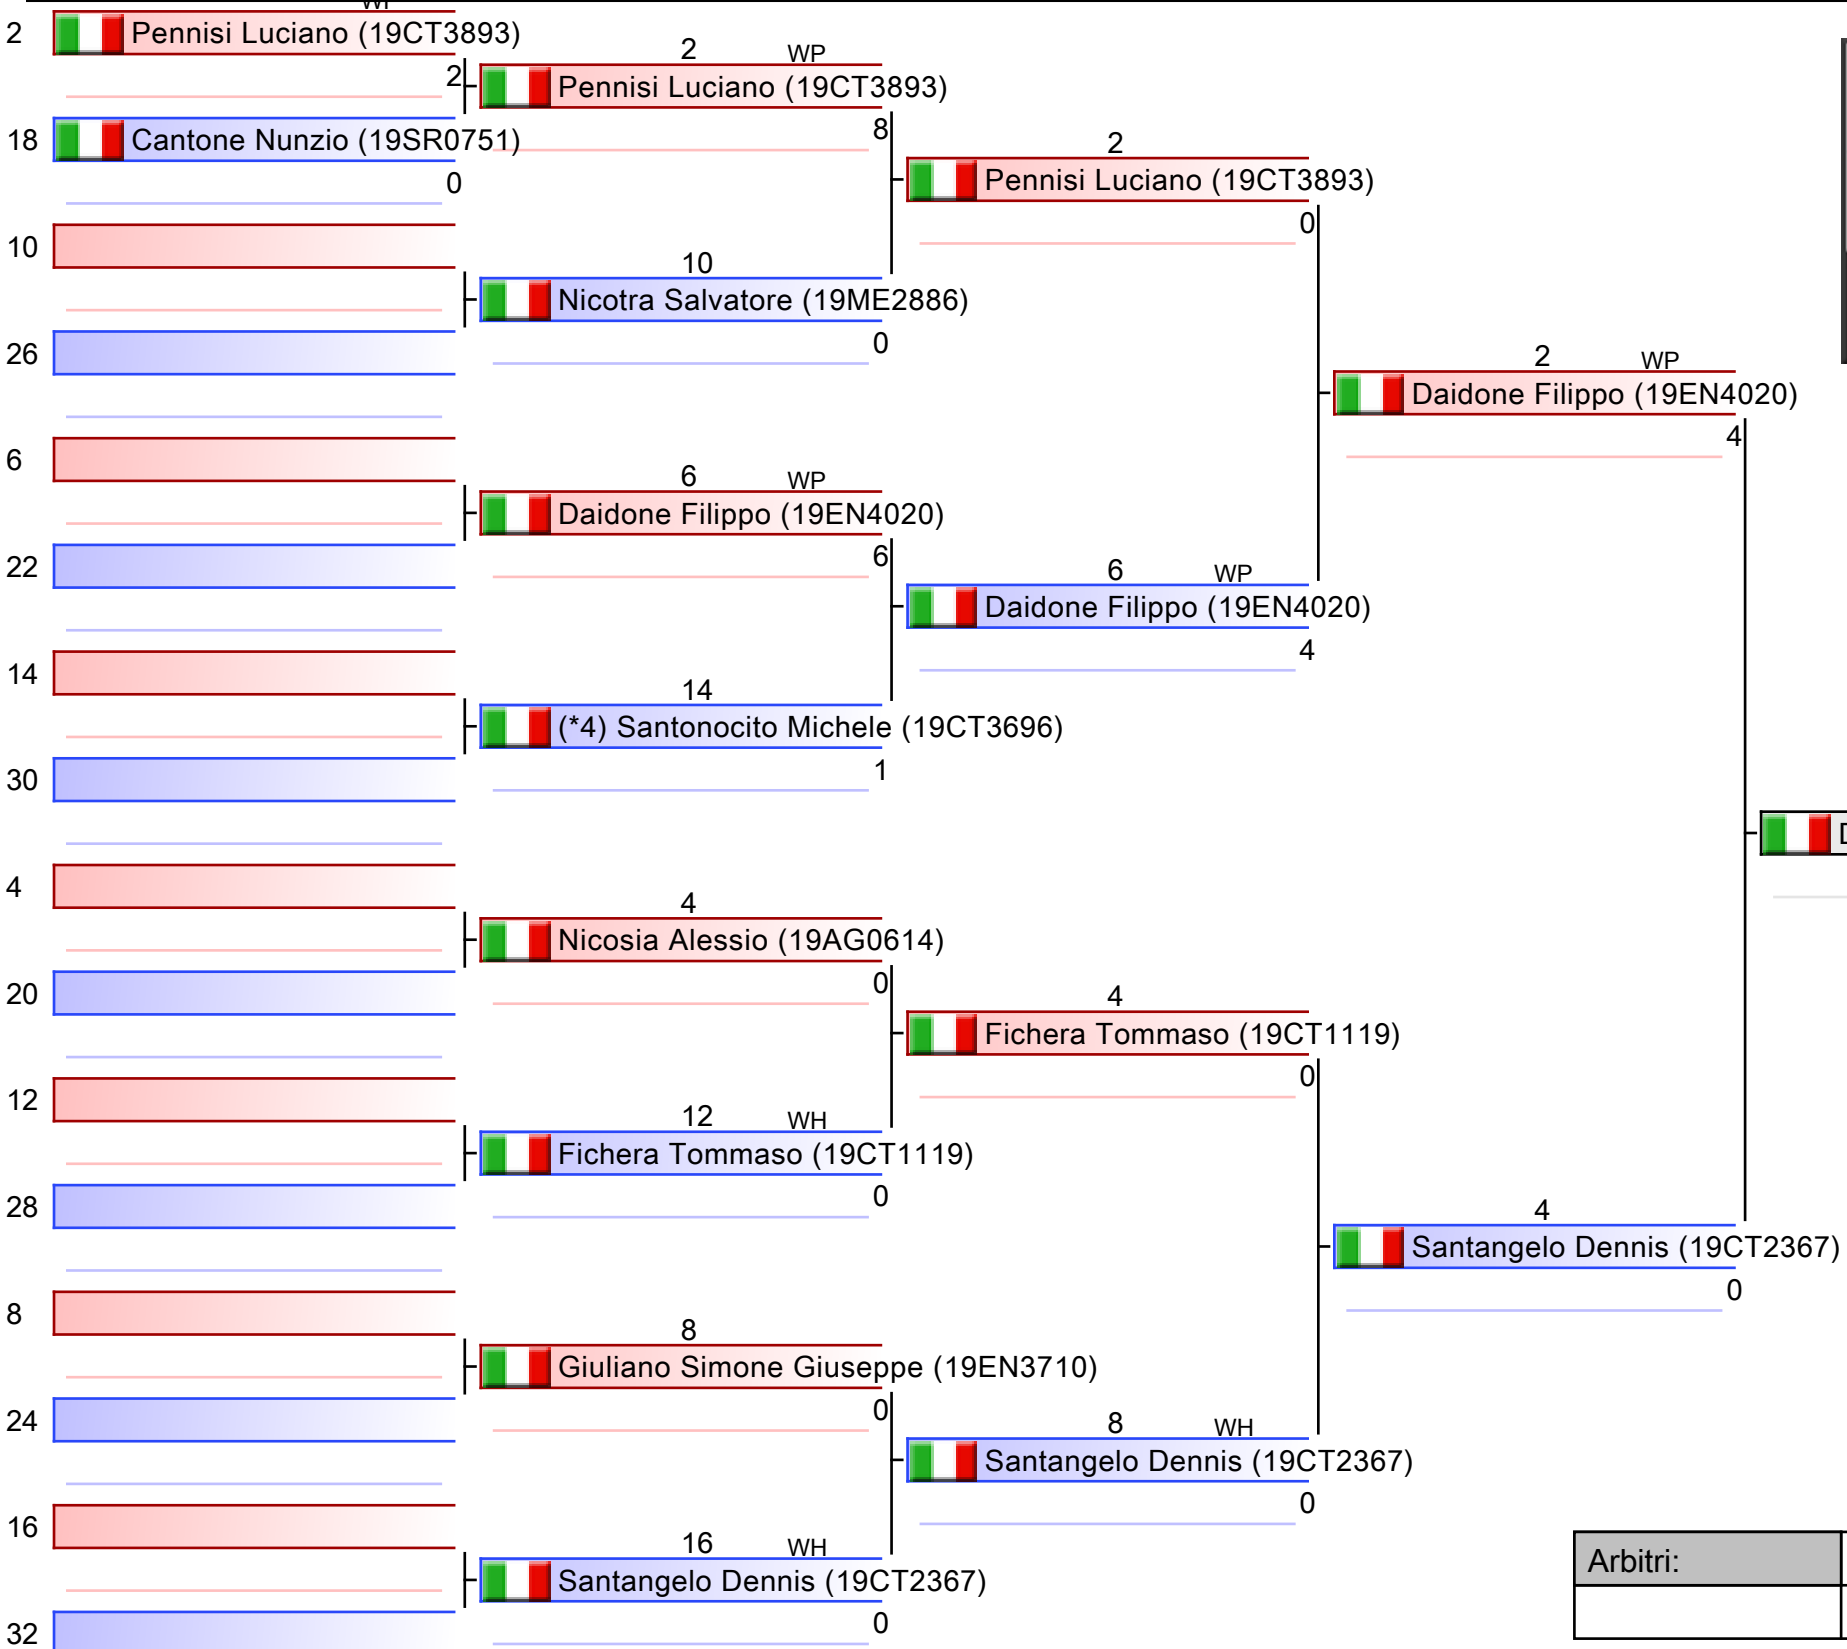 2 Pennisi Luciano (19CT3893)
2
18 Cantone Nunzio (19SR0751)
0
10
26
6
22
14
30
4
20
12
28
8
24
16
32
2 WP
Pennisi Luciano (19CT3893)
8
10
Nicotra Salvatore (19ME2886)
0
6 WP
Daidone Filippo (19EN4020)
6
14
(*4) Santonocito Michele (19CT3696)
1
4
Nicosia Alessio (19AG0614)
0
12 WH
Fichera Tommaso (19CT1119)
0
8
Giuliano Simone Giuseppe (19EN3710)
0
16 WH
Santangelo Dennis (19CT2367)
0
2
Pennisi Luciano (19CT3893)
0
6 WP
Daidone Filippo (19EN4020)
4
4
Fichera Tommaso (19CT1119)
0
8 WH
Santangelo Dennis (19CT2367)
0
2 WP
Daidone Filippo (19EN4020)
4
4
Santangelo Dennis (19CT2367)
0
Arbitri: